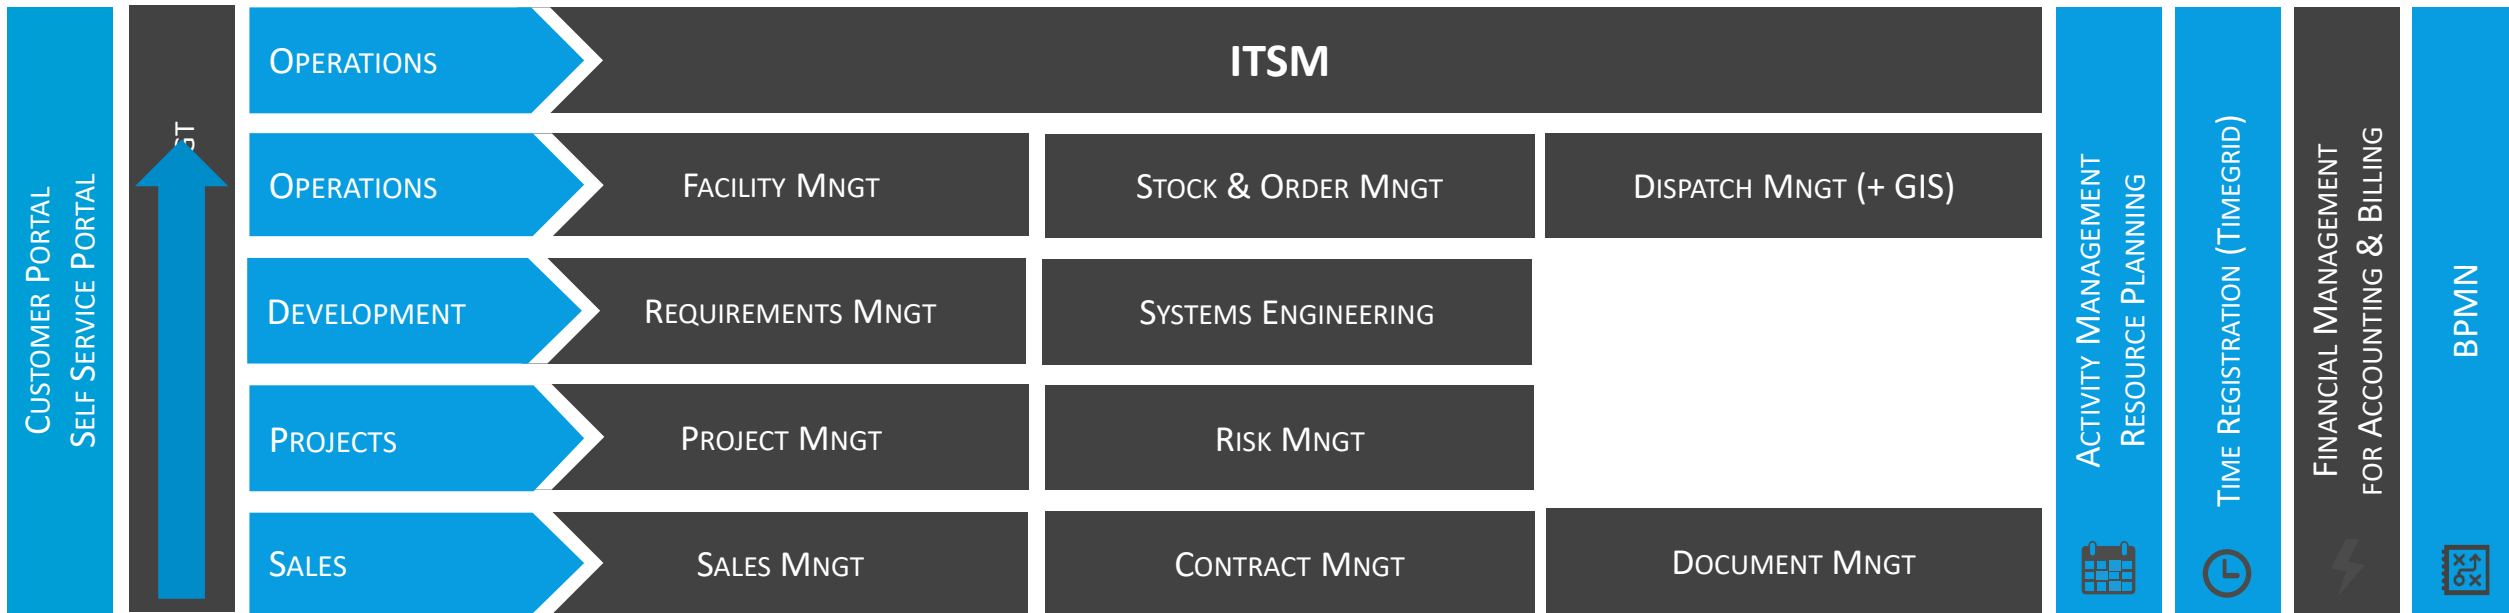 Customer Portal
Self Service Portal
GT
Operations
ITSM
Operations
Facility Mngt
Stock & Order Mngt
Dispatch Mngt (+ GIS)
Development
Requirements Mngt
Systems Engineering
Projects
Project Mngt
Risk Mngt
Sales
Sales Mngt
Contract Mngt
Document Mngt
Activity Management
Resource Planning
Time Registration (Timegrid)
Financial Management
for Accounting & Billing
BPMN